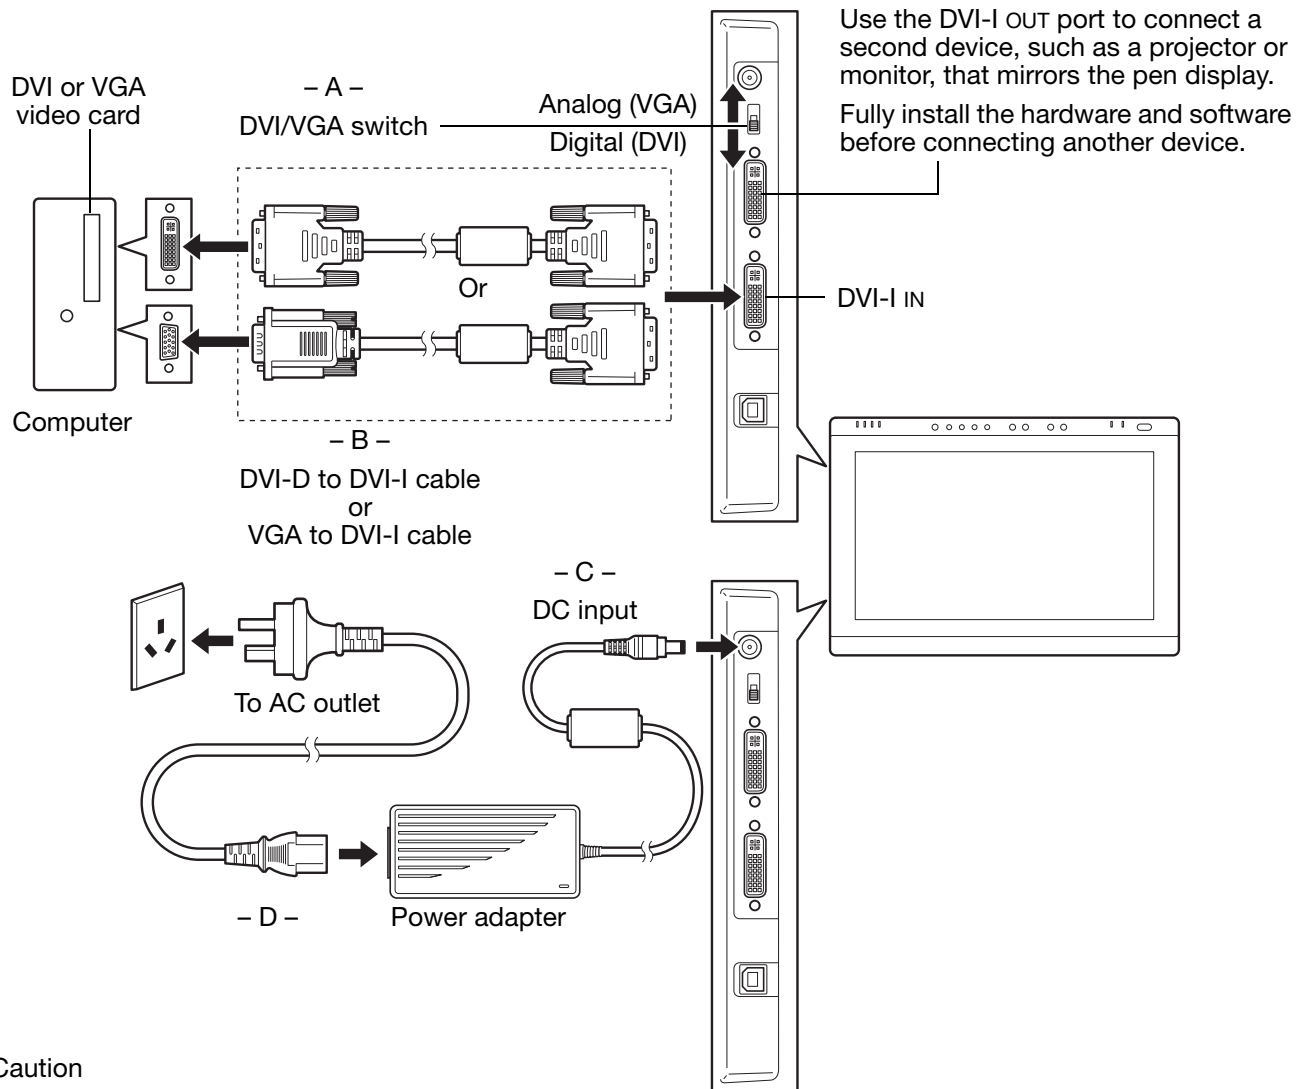 Use the DVI-I OUT port to connect a
second device, such as a projector or
monitor, that mirrors the pen display.
Fully install the hardware and software
before connecting another device.
DVI or VGA
video card
– A –
DVI/VGA switch
Analog (VGA)
Digital (DVI)
Or
DVI-I IN
Computer
– B –
DVI-D to DVI-I cable
or
VGA to DVI-I cable
– C –
DC input
To AC outlet
– D –
Power adapter
Caution